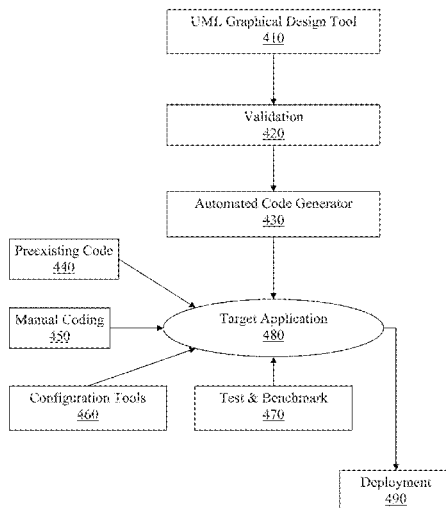 UML Graphical Design Tool
410
Validation
420
Automated Code Generator
430
Preexisting Code
440
Manual Coding
450
Target Application
480
Configuration Tools
460
Test & Benchmark
470
Deployment
490